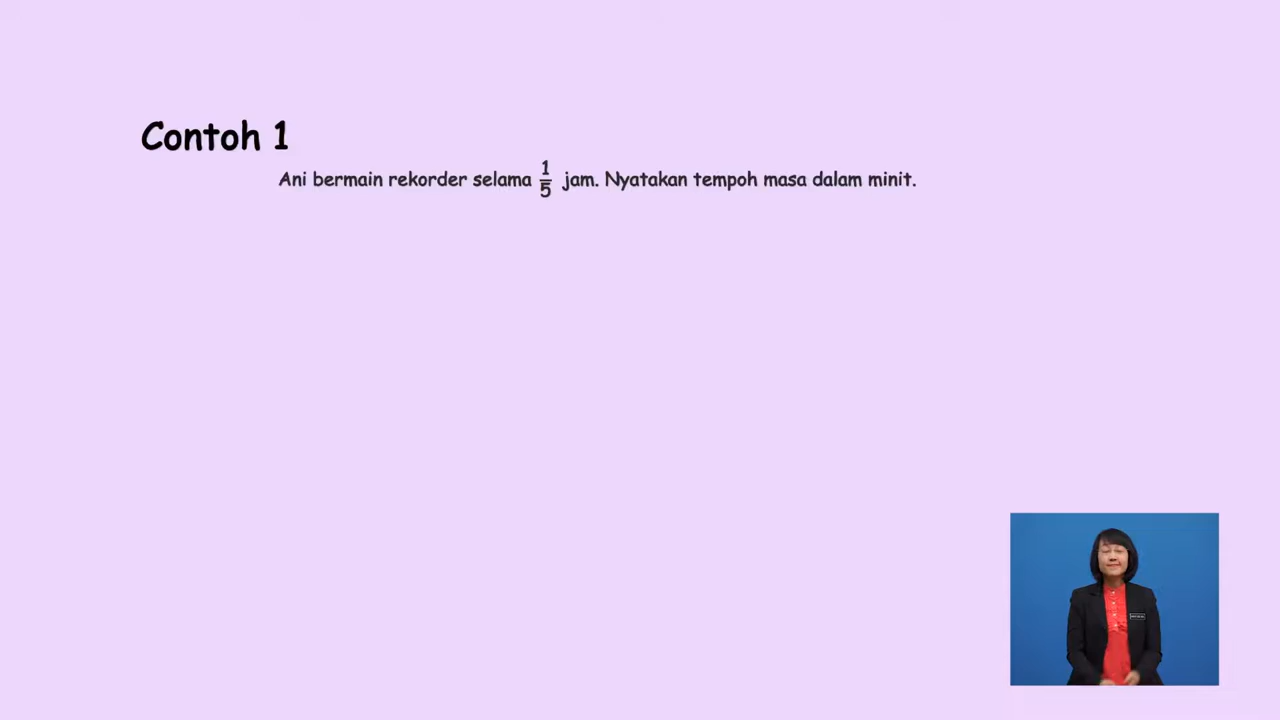 Contoh 1
Ani bermain rekorder selama 1/5 jam. Nyatakan tempoh masa dalam minit.